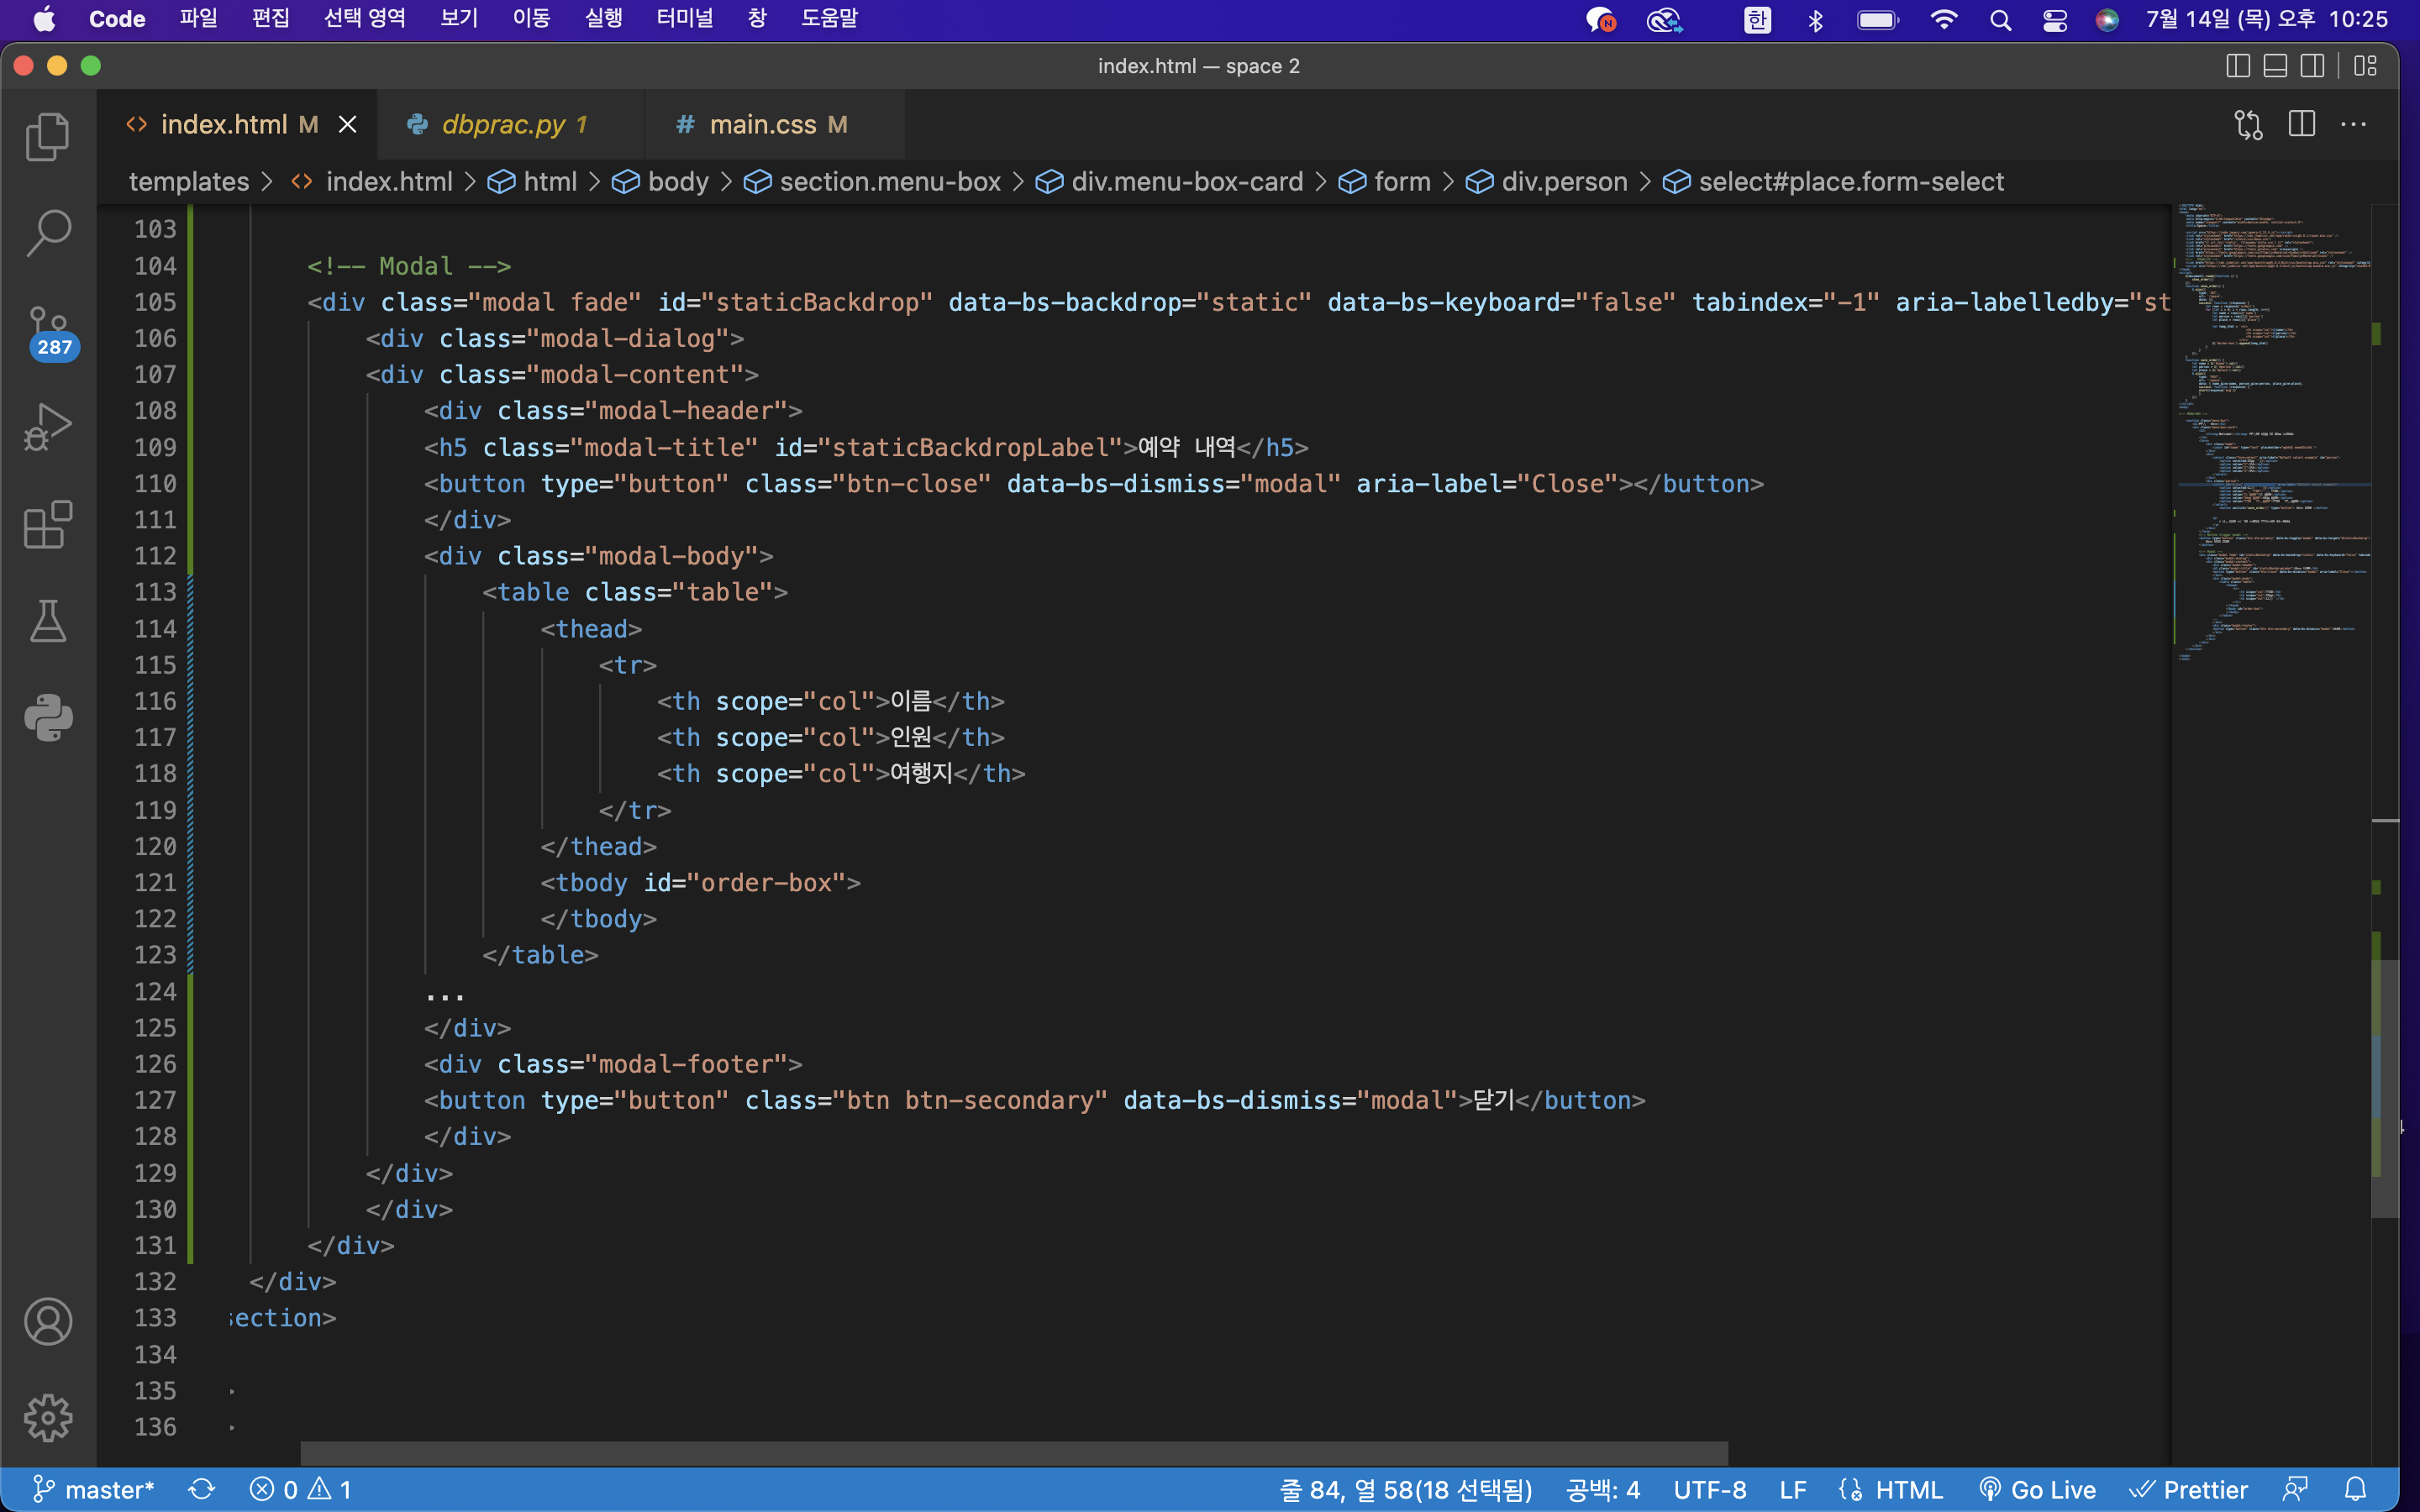 Code 파일 편집 선택 영역 보기 이동 실행 터미널 창 도움말 한 7월 14일 (목) 오후 10:25
index.html — space 2
index.html M dbprac.py 1 # main.css M
templates > index.html > html > body > section.menu-box > div.menu-box-card > form > div.person > select#place.form-select
103
104 <!-- Modal -->
105 <div class="modal fade" id="staticBackdrop" data-bs-backdrop="static" data-bs-keyboard="false" tabindex="-1" aria-labelledby="st
106 <div class="modal-dialog">
107 <div class="modal-content">
108 <div class="modal-header">
109 <h5 class="modal-title" id="staticBackdropLabel">예약 내역</h5>
110 <button type="button" class="btn-close" data-bs-dismiss="modal" aria-label="Close"></button>
111 </div>
112 <div class="modal-body">
113 <table class="table">
114 <thead>
115 <tr>
116 <th scope="col">이름</th>
117 <th scope="col">인원</th>
118 <th scope="col">여행지</th>
119 </tr>
120 </thead>
121 <tbody id="order-box">
122 </tbody>
123 </table>
124 ...
125 </div>
126 <div class="modal-footer">
127 <button type="button" class="btn btn-secondary" data-bs-dismiss="modal">닫기</button>
128 </div>
129 </div>
130 </div>
131 </div>
132 </div>
133 section>
134
135 >
136 >
287
master* 0 1 줄 84, 열 58(18 선택됨) 공백: 4 UTF-8 LF HTML Go Live Prettier